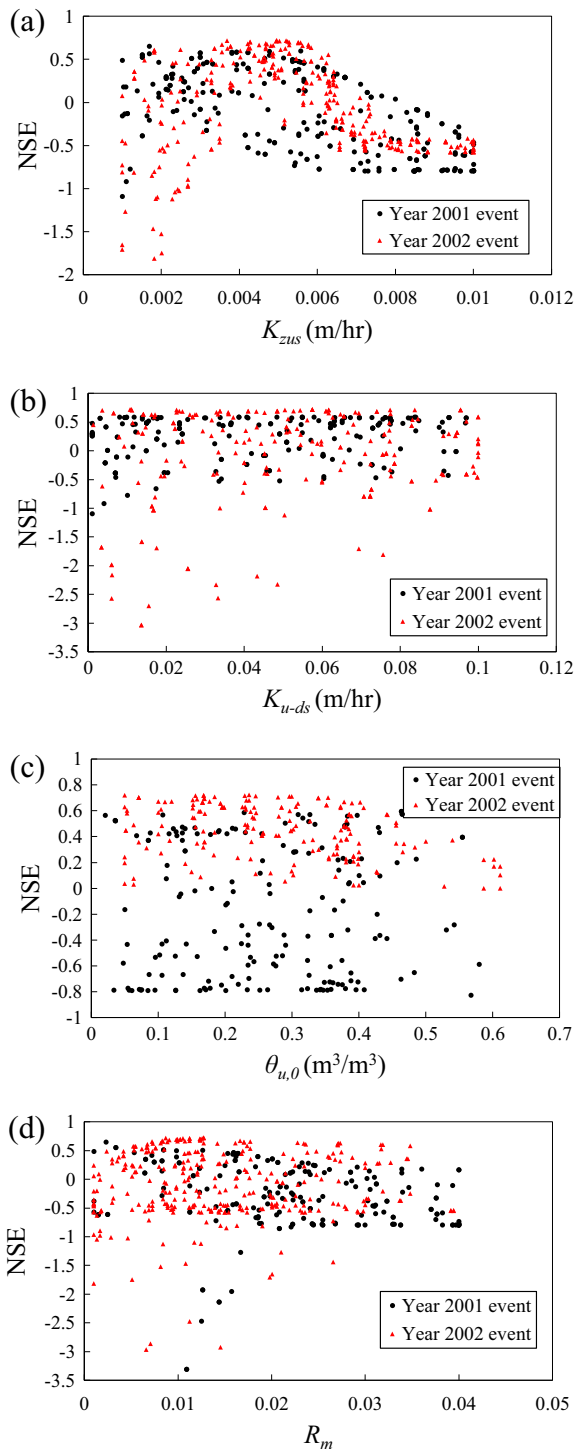 (a)
1
0.5
0
-0.5
-1
-1.5
-2
NSE
0 0.002 0.004 0.006 0.008 0.01 0.012
K_zus (m/hr)
Year 2001 event
Year 2002 event
(b)
1
0.5
0
-0.5
-1
-1.5
-2
-2.5
-3
-3.5
NSE
0 0.02 0.04 0.06 0.08 0.1 0.12
K_u-ds (m/hr)
Year 2001 event
Year 2002 event
(c)
1
0.8
0.6
0.4
0.2
0
-0.2
-0.4
-0.6
-0.8
-1
NSE
0 0.1 0.2 0.3 0.4 0.5 0.6 0.7
θ_u,0 (m³/m³)
Year 2001 event
Year 2002 event
(d)
1
0.5
0
-0.5
-1
-1.5
-2
-2.5
-3
-3.5
NSE
0 0.01 0.02 0.03 0.04 0.05
R_m
Year 2001 event
Year 2002 event